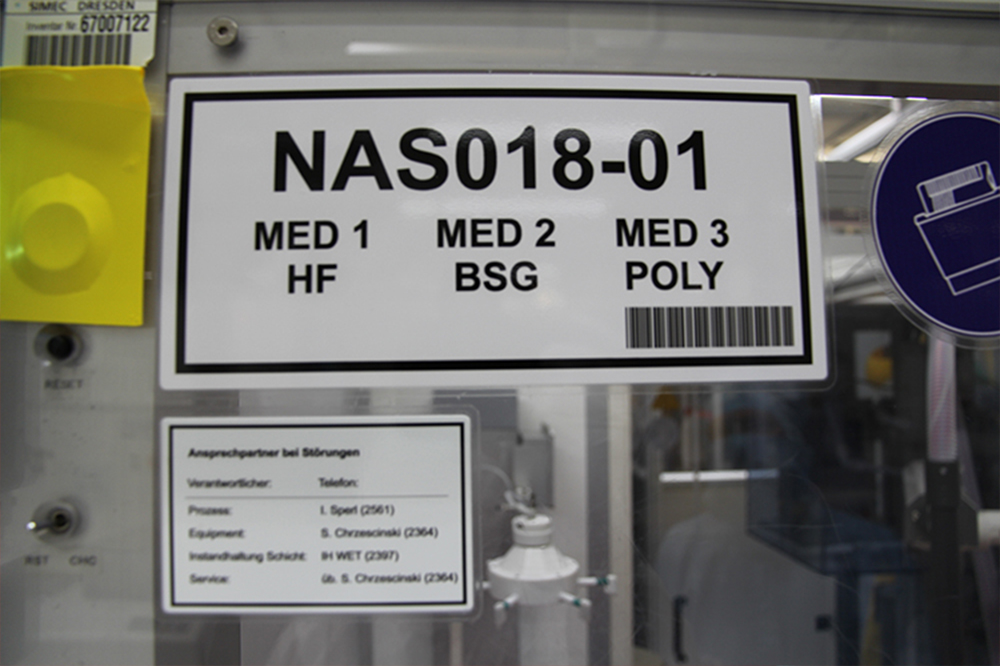 SIMEC DRESDEN
Inventar Nr. 67007122
NAS018-01
MED 1 MED 2 MED 3
HF BSG POLY
RESET
Ansprechpartner bei Störungen
Verantwortlicher: Telefon:
Prozess: I. Sperl (2561)
Equipment: S. Chrzescinski (2364)
Instandhaltung Schicht: IH WET (2397)
Service: üb. S. Chrzescinski (2364)
RST CHG